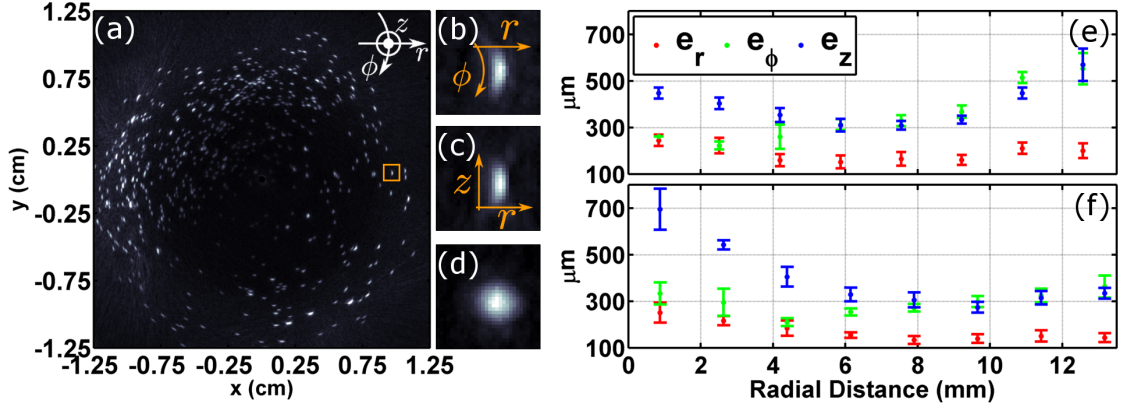 (a)
z
r
ϕ
1.25
0.75
0.25
-0.25
-0.75
-1.25
y (cm)
-1.25 -0.75 -0.25 0.25 0.75 1.25
x (cm)
(b)
r
ϕ
(c)
z
r
(d)
(e)
e_r e_ϕ e_z
700
500
300
100
μm
(f)
700
500
300
100
μm
0 2 4 6 8 10 12
Radial Distance (mm)